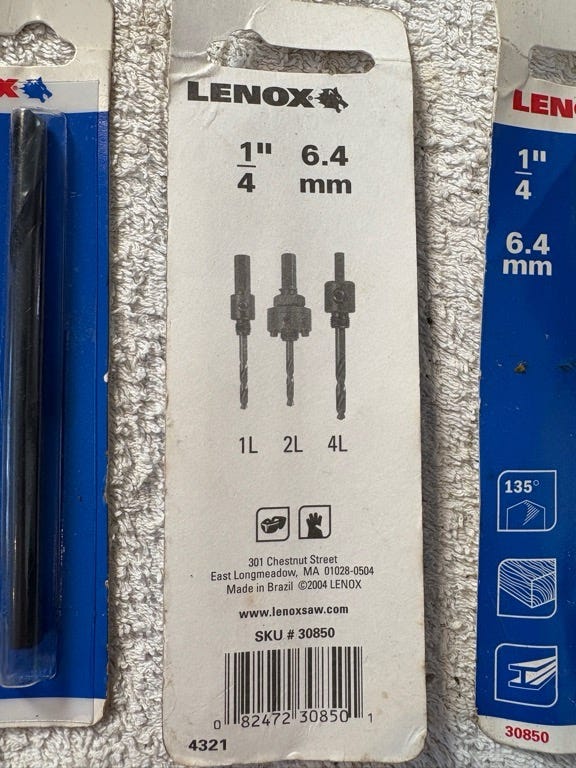 X
LENOX
1/4" 6.4
mm
1L 2L 4L
301 Chestnut Street
East Longmeadow, MA 01028-0504
Made in Brazil ©2004 LENOX
www.lenoxsaw.com
SKU # 30850
0 82472 30850 1
4321
LEN
1/4"
6.4
mm
135°
30850